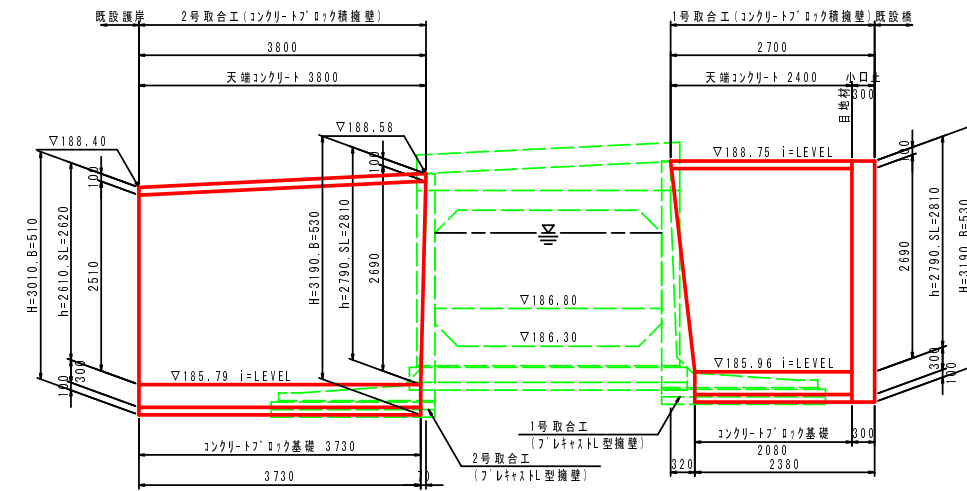 既設護岸
2号取合工(コンクリートブロック積擁壁)
1号取合工(コンクリートブロック積擁壁)
既設橋
3800
2700
天端コンクリート 3800
天端コンクリート 2400
小口止
300
目地材
▽188.40
▽188.58
▽188.75 i=LEVEL
100
100
100
H=3010.B=510
h=2610.SL=2620
2510
H=3190.B=530
h=2790.SL=2810
2690
2690
h=2790.SL=2810
H=3190.B=530
▽186.80
▽186.30
▽185.79 i=LEVEL
▽185.96 i=LEVEL
300
100
300
100
コンクリートブロック基礎 3730
1号取合工
(プレキャストL型擁壁)
コンクリートブロック基礎
2080
300
2号取合工
(プレキャストL型擁壁)
3730
70
320
2380